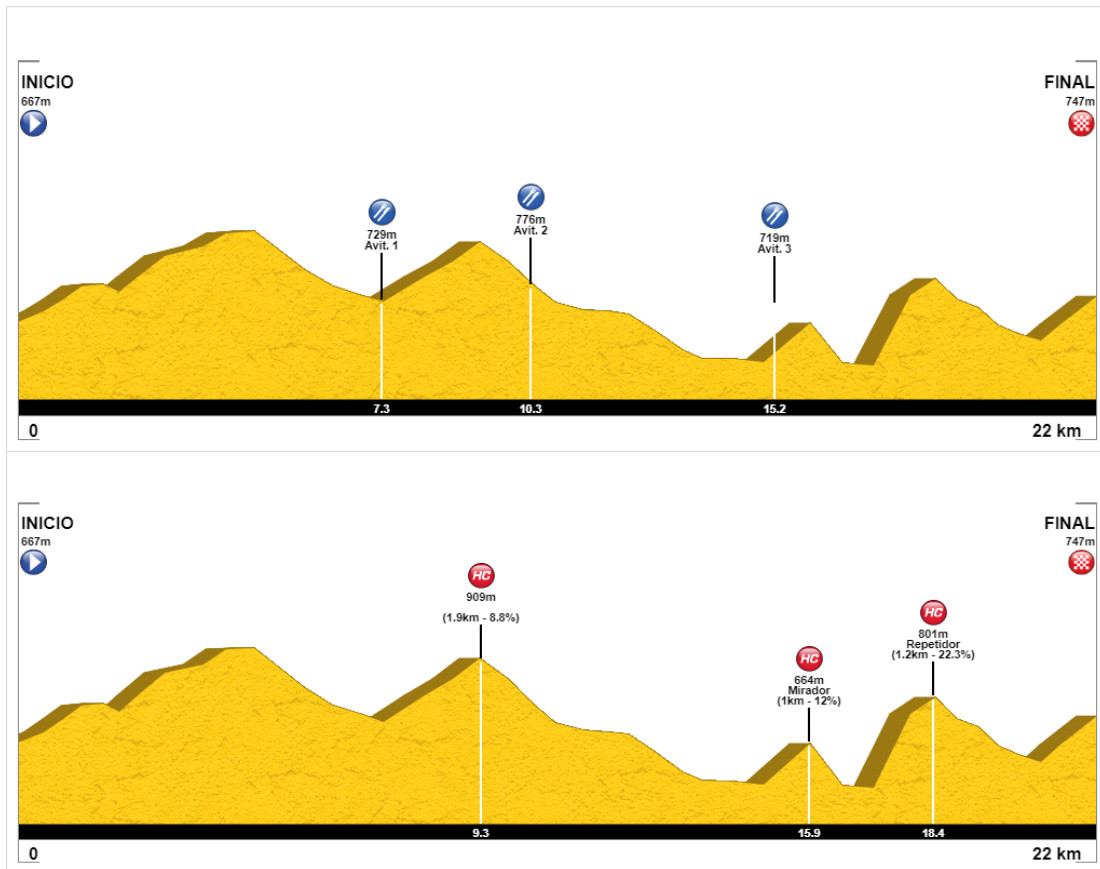 INICIO
667m
FINAL
747m
729m
Avit. 1
776m
Avit. 2
719m
Avit. 3
7.3
10.3
15.2
0
22 km
INICIO
667m
FINAL
747m
HC
909m
(1.9km - 8.8%)
HC
664m
Mirador
(1km - 12%)
HC
801m
Repetidor
(1.2km - 22.3%)
9.3
15.9
18.4
0
22 km